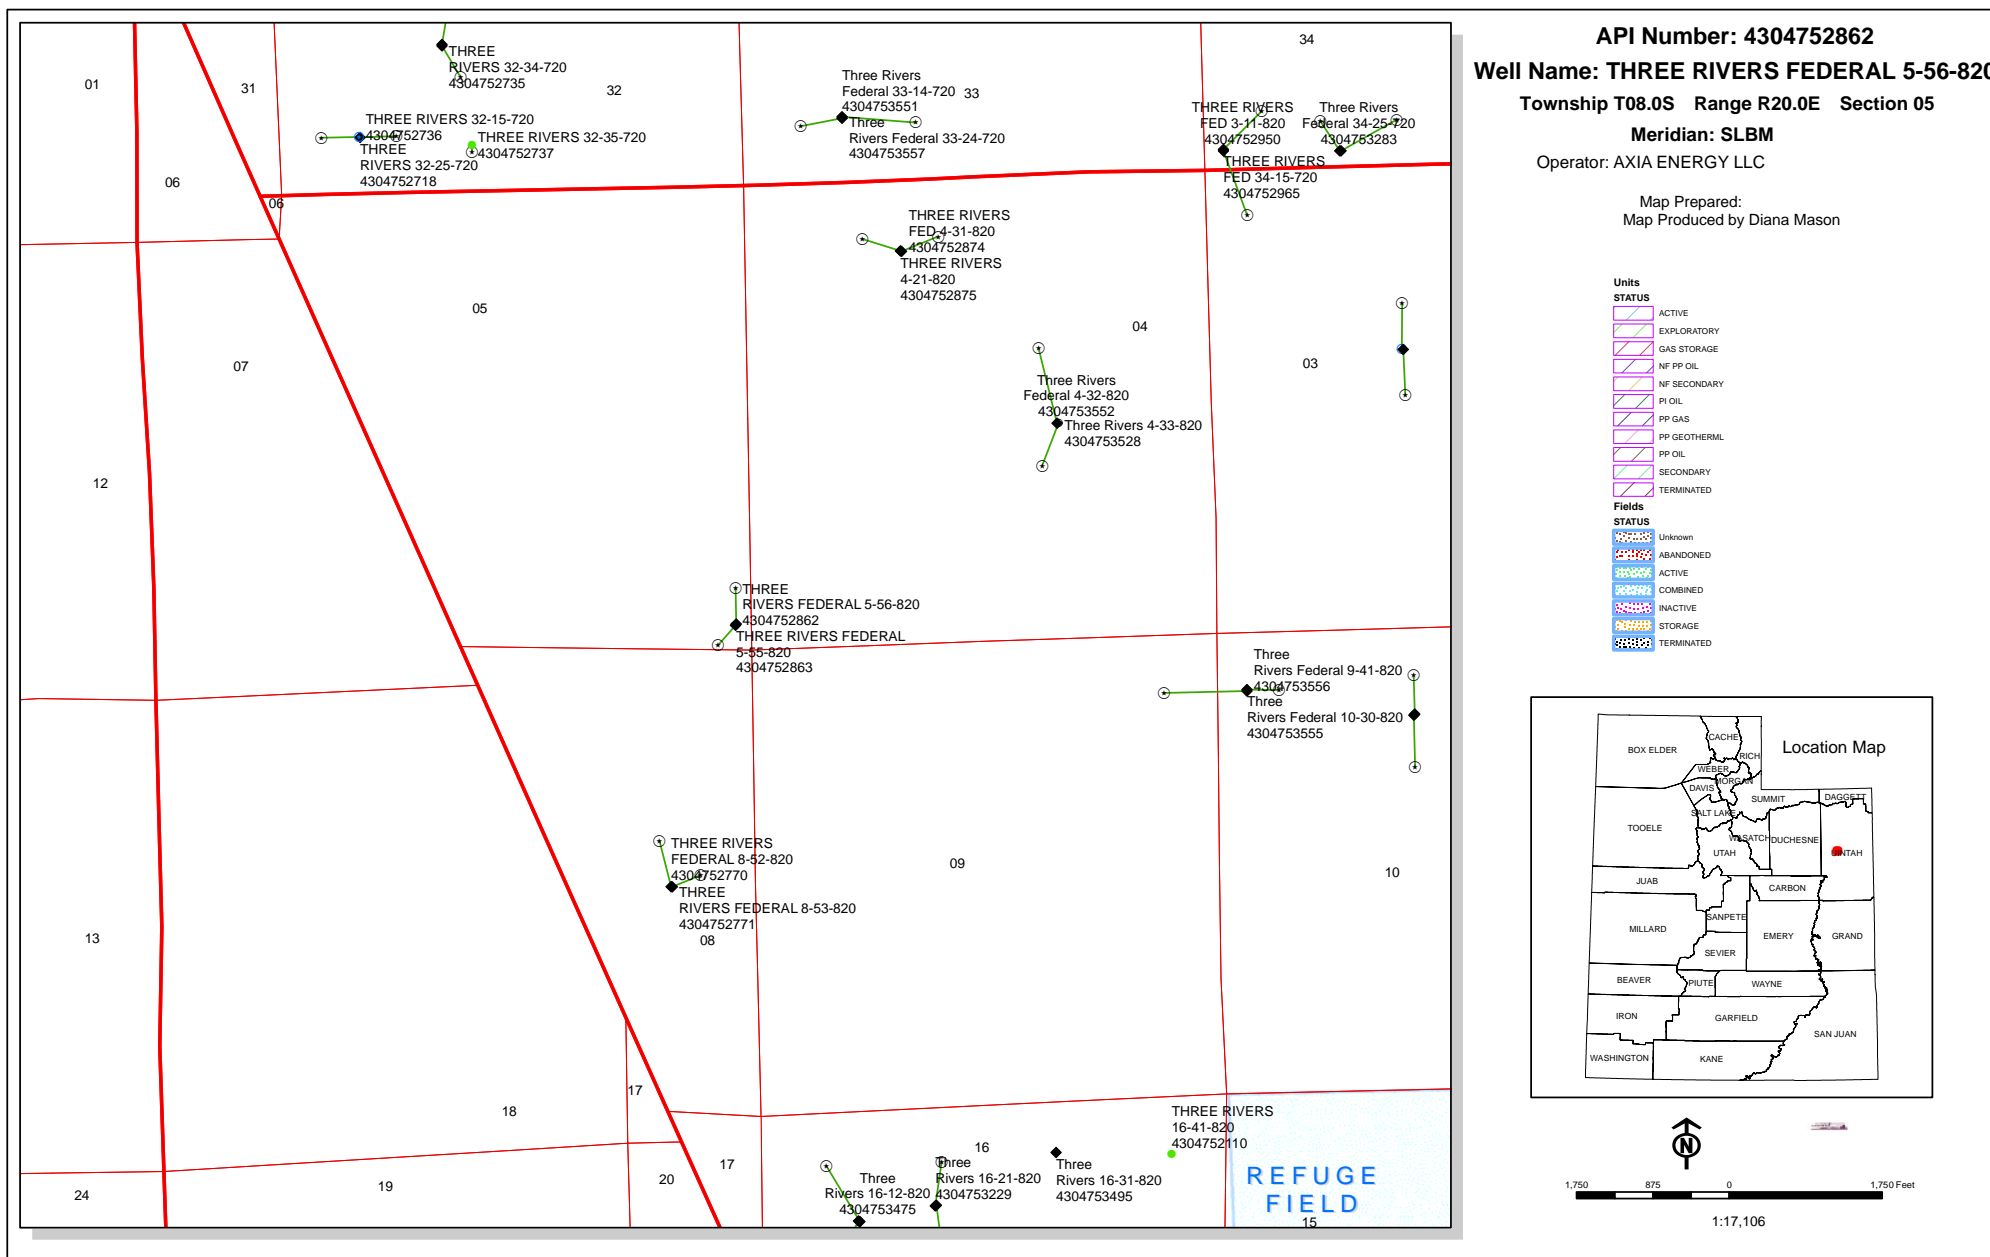 API Number: 4304752862
Well Name: THREE RIVERS FEDERAL 5-56-820
Township T08.0S Range R20.0E Section 05
Meridian: SLBM
Operator: AXIA ENERGY LLC
Map Prepared:
Map Produced by Diana Mason
Units
STATUS
ACTIVE
EXPLORATORY
GAS STORAGE
NF PP OIL
NF SECONDARY
PI OIL
PP GAS
PP GEOTHERML
PP OIL
SECONDARY
TERMINATED
Fields
STATUS
Unknown
ABANDONED
ACTIVE
COMBINED
INACTIVE
STORAGE
TERMINATED
Location Map
BOX ELDER
CACHE
RICH
WEBER
MORGAN
DAVIS
SUMMIT
DAGGETT
SALT LAKE
TOOELE
WASATCH
DUCHESNE
UINTAH
UTAH
JUAB
CARBON
SANPETE
MILLARD
EMERY
GRAND
SEVIER
BEAVER
PIUTE
WAYNE
IRON
GARFIELD
SAN JUAN
WASHINGTON
KANE
N
1,750 875 0 1,750 Feet
1:17,106
01
31
32
33
34
THREE
RIVERS 32-34-720
4304752735
THREE RIVERS 32-15-720
4304752736
THREE
RIVERS 32-25-720
4304752718
THREE RIVERS 32-35-720
4304752737
Three Rivers
Federal 33-14-720
4304753551
Three
Rivers Federal 33-24-720
4304753557
THREE RIVERS
FED 3-11-820
4304752950
THREE RIVERS
FED 34-15-720
4304752965
Three Rivers
Federal 34-25-720
4304753283
06
06
THREE RIVERS
FED 4-31-820
4304752874
THREE RIVERS
4-21-820
4304752875
05
04
03
07
Three Rivers
Federal 4-32-820
4304753552
Three Rivers 4-33-820
4304753528
12
THREE
RIVERS FEDERAL 5-56-820
4304752862
THREE RIVERS FEDERAL
5-55-820
4304752863
Three
Rivers Federal 9-41-820
4304753556
Three
Rivers Federal 10-30-820
4304753555
THREE RIVERS
FEDERAL 8-52-820
4304752770
THREE
RIVERS FEDERAL 8-53-820
4304752771
08
09
10
13
17
18
THREE RIVERS
16-41-820
4304752110
16
17
20
19
24
Three
Rivers 16-12-820
4304753475
Three
Rivers 16-21-820
4304753229
Three
Rivers 16-31-820
4304753495
REFUGE
FIELD
15